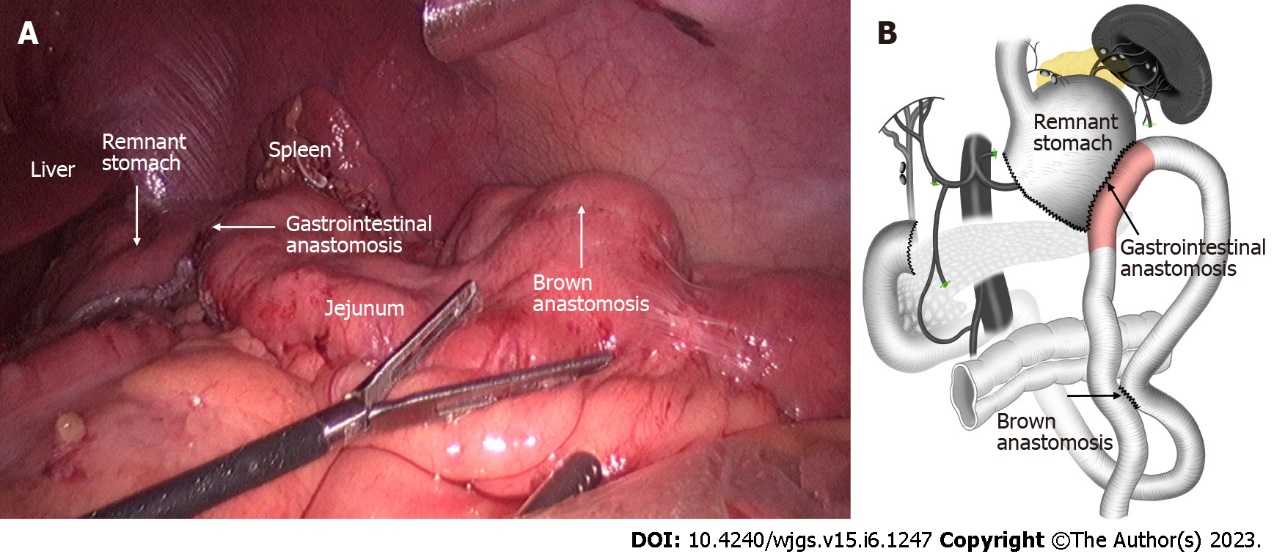 A
B
Remnant
stomach
Liver
Spleen
Gastrointestinal
anastomosis
Brown
anastomosis
Jejunum
Remnant
stomach
Gastrointestinal
anastomosis
Brown
anastomosis
DOI: 10.4240/wjgs.v15.i6.1247 Copyright ©The Author(s) 2023.